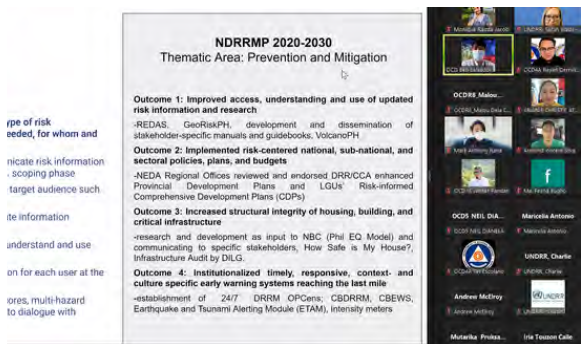 ype of risk
eeded, for whom and
nicate risk information
. scoping phase
target audience such
te information
understand and use
on for each user at the
ores, multi-hazard
to dialogue with
NDRRMP 2020-2030
Thematic Area: Prevention and Mitigation
Outcome 1: Improved access, understanding and use of updated
risk information and research
-REDAS, GeoRiskPH, development and dissemination of
stakeholder-specific manuals and guidebooks, VolcanoPH
Outcome 2: Implemented risk-centered national, sub-national, and
sectoral policies, plans, and budgets
-NEDA Regional Offices reviewed and endorsed DRR/CCA enhanced
Provincial Development Plans and LGUs' Risk-informed
Comprehensive Development Plans (CDPs)
Outcome 3: Increased structural integrity of housing, building, and
critical infrastructure
-research and development as input to NBC (Phil EQ Model) and
communicating to specific stakeholders, How Safe is My House?,
Infrastructure Audit by DILG.
Outcome 4: Institutionalized timely, responsive, context- and
culture specific early warning systems reaching the last mile
-establishment of 24/7 DRRM OPCens; CBDRRM, CBEWS,
Earthquake and Tsunami Alerting Module (ETAM), intensity meters
OCDR8_Malou...
f
OCD5 NEIL DIA...
Maricelia Antonio
Maricelia Antonio
UNDRR, Charlie
UNDRR, Charlie
Andrew McElroy
Andrew McElroy
UNDRR
Mutarika Pruksa...
Iria Touzon Calle